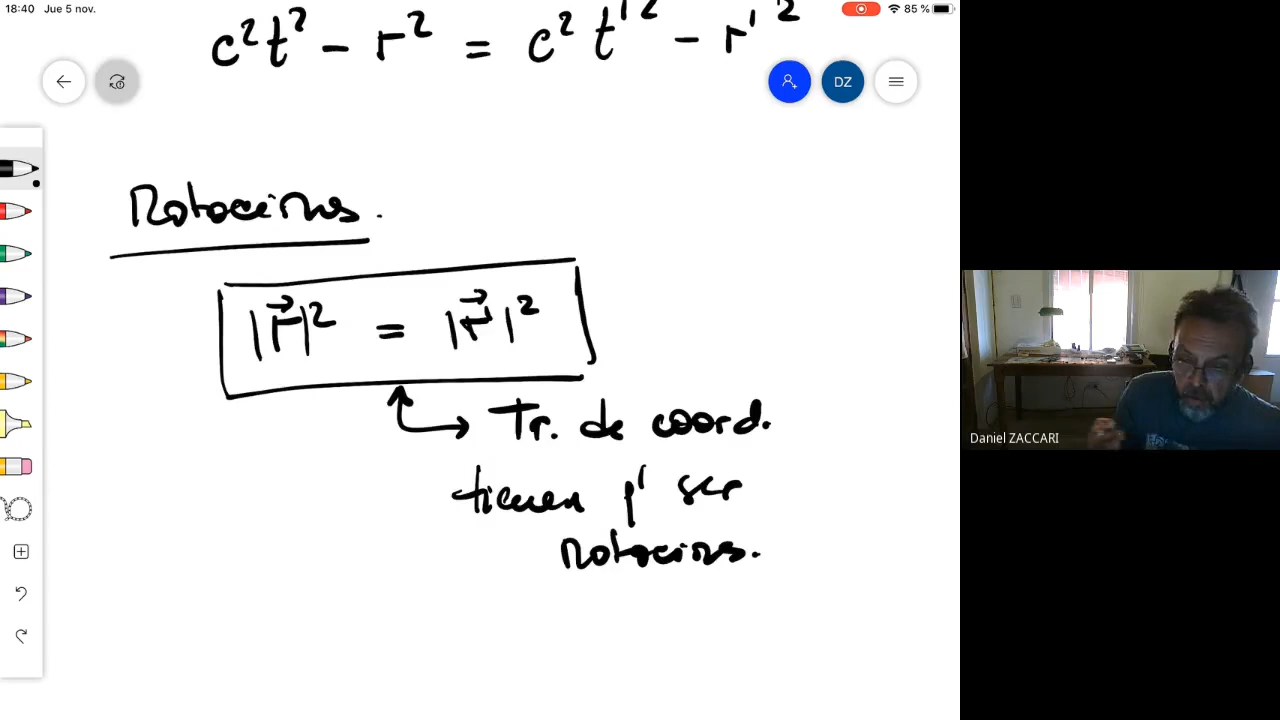 18:40 Jue 5 nov. 85 %
c²t² - r² = c² t'² - r'²
DZ
Rotaciones.
|r⃗|² = |r⃗'|²
Tr. de coord.
tienen q' ser
rotaciones.
Daniel ZACCARI